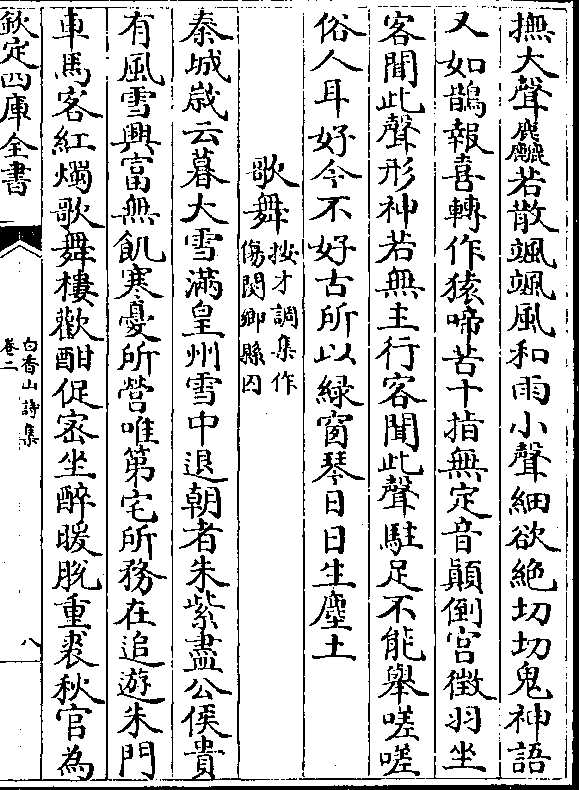 撫大聲麤若散颯颯風和雨小聲細欲絶切切鬼神語
又如鵲報喜轉作猿啼苦十指無定音顛倒宫徵羽坐
客聞此聲形神若無主行客聞此聲駐足不能舉嗟嗟
俗人耳好今不好古所以緑窗琴日日生塵土
歌舞
按才調集作
傷閿鄉縣囚
秦城歲云暮大雪滿皇州雪中退朝者朱紫盡公侯貴
有風雪興富無飢寒憂所營唯第宅所務在追遊朱門
車馬客紅燭歌舞樓歡酣促宻坐醉暖脱重裘秋官為
欽定四庫全書
白香山詩集
卷二
八